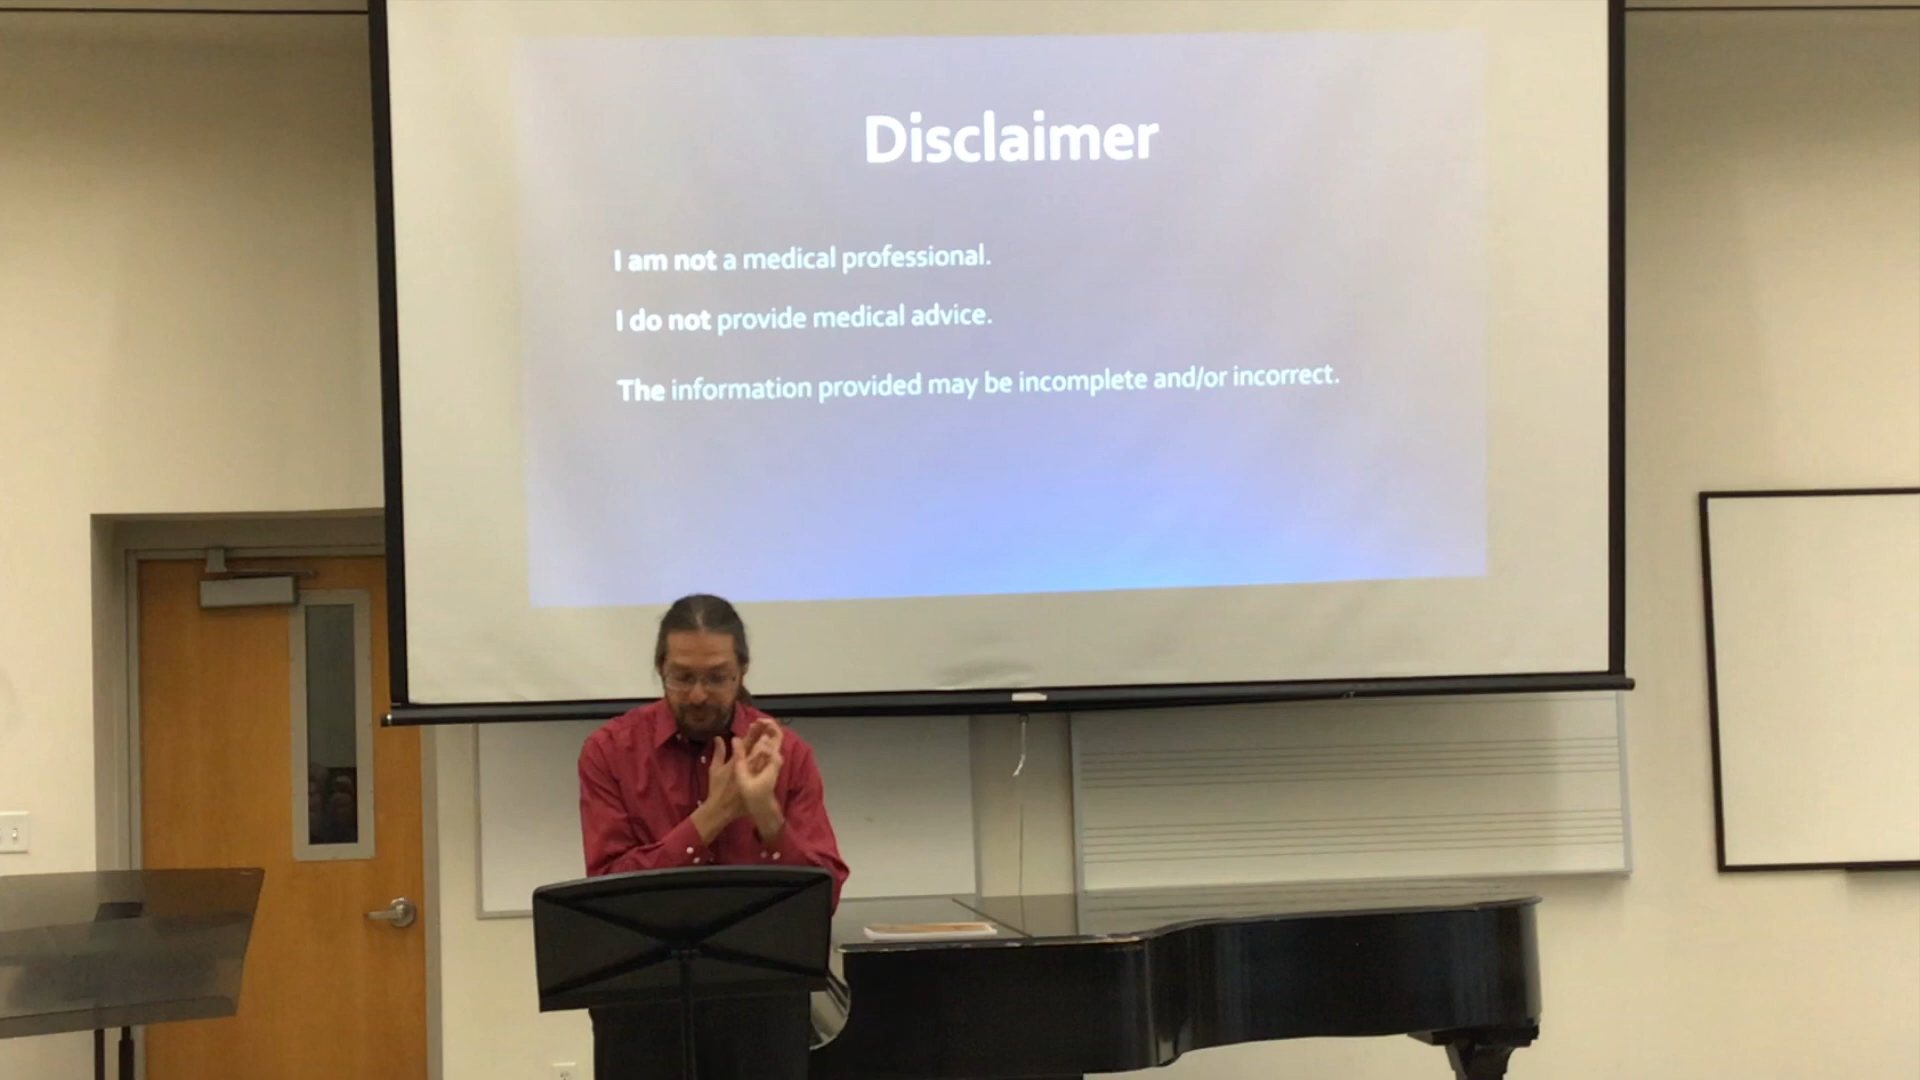 Disclaimer
I am not a medical professional.
I do not provide medical advice.
The information provided may be incomplete and/or incorrect.